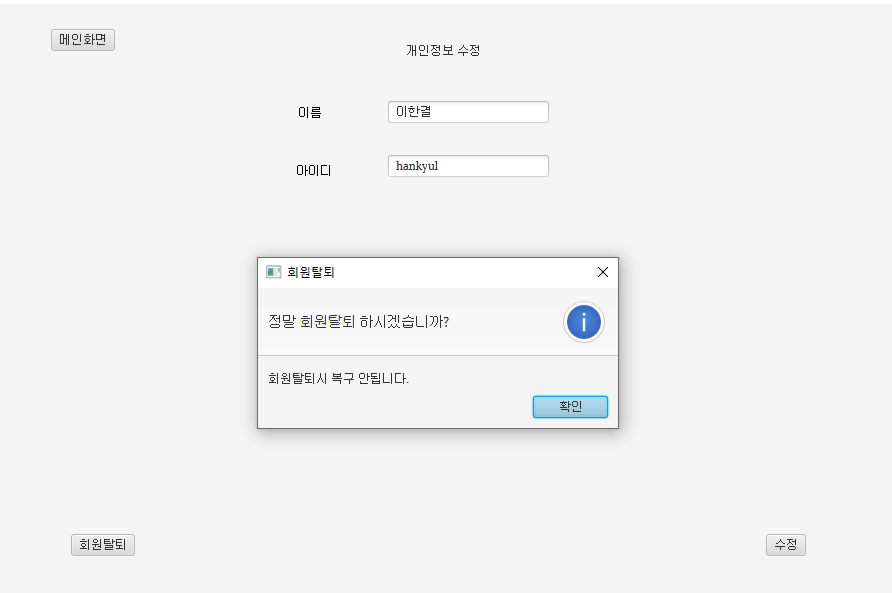 메인화면
개인정보 수정
이름
이한결
아이디
hankyul
회원탈퇴
정말 회원탈퇴 하시겠습니까?
회원탈퇴시 복구 안됩니다.
확인
회원탈퇴
수정